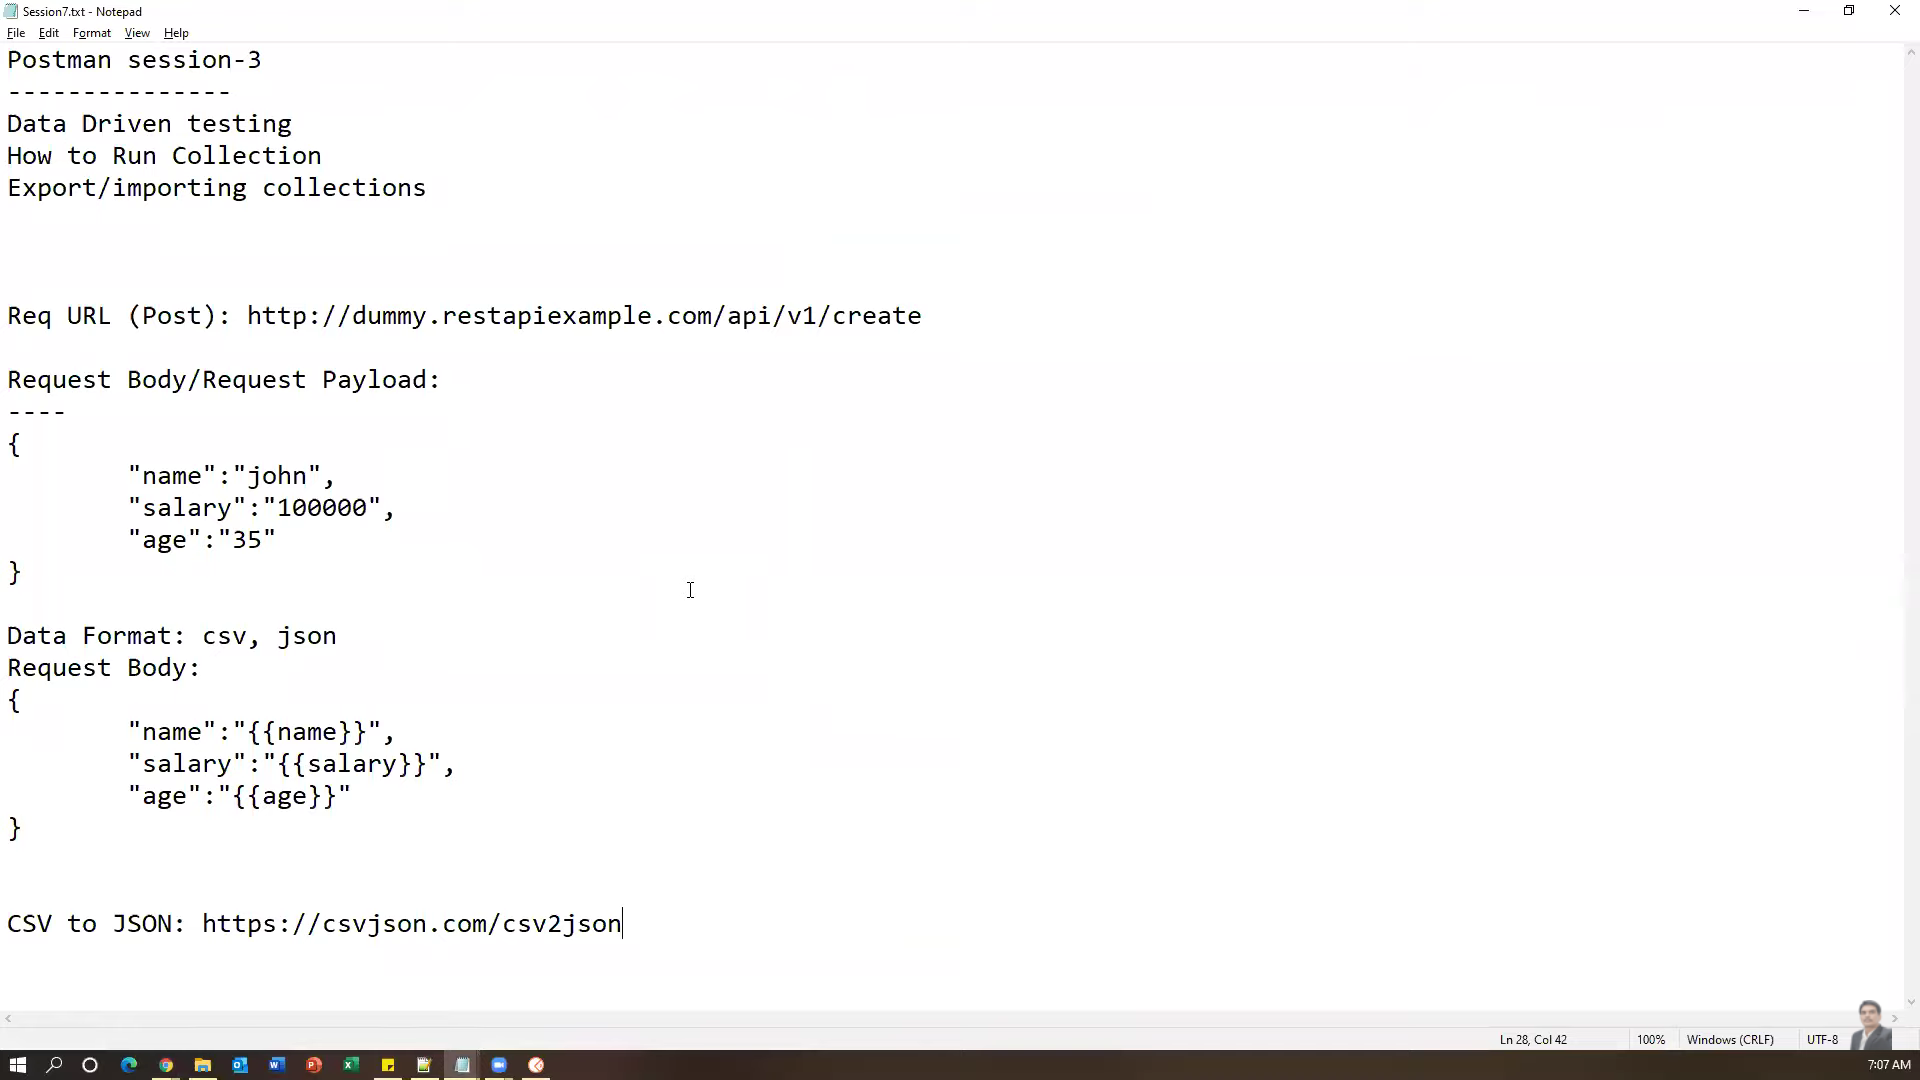 Session7.txt - Notepad
File Edit Format View Help
Postman session-3
---------------
Data Driven testing
How to Run Collection
Export/importing collections
Req URL (Post): http://dummy.restapiexample.com/api/v1/create
Request Body/Request Payload:
----
{
"name":"john",
"salary":"100000",
"age":"35"
}
Data Format: csv, json
Request Body:
{
"name":"{{name}}",
"salary":"{{salary}}",
"age":"{{age}}"
}
CSV to JSON: https://csvjson.com/csv2json
Ln 28, Col 42 100% Windows (CRLF) UTF-8
7:07 AM